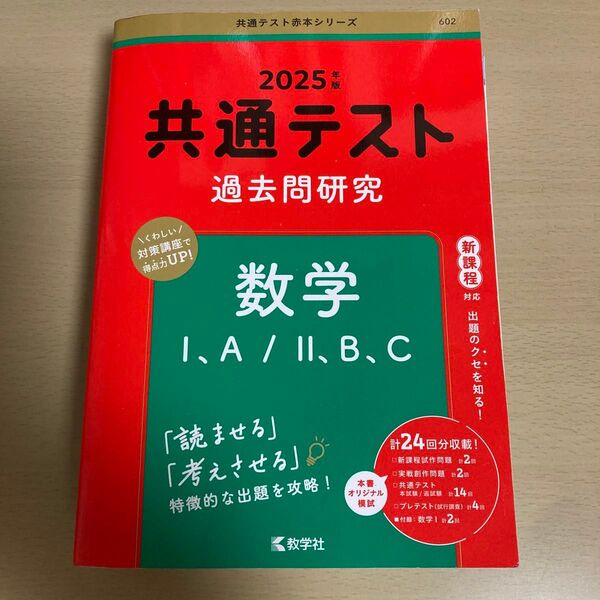 共通テスト赤本シリーズ
602
2025年版
共通テスト
過去問研究
くわしい
対策講座で
得点力UP!
数学
I、A / II、B、C
新課程
対応
出題のクセを知る!
「読ませる」
「考えさせる」
特徴的な出題を攻略!
計24回分収載!
□新課程試作問題 計2回
□実戦創作問題 計2回
本書オリジナル模試
□共通テスト
本試験/追試験 計14回
□プレテスト(試行調査) 計4回
■付録:数学I 計2回
教学社